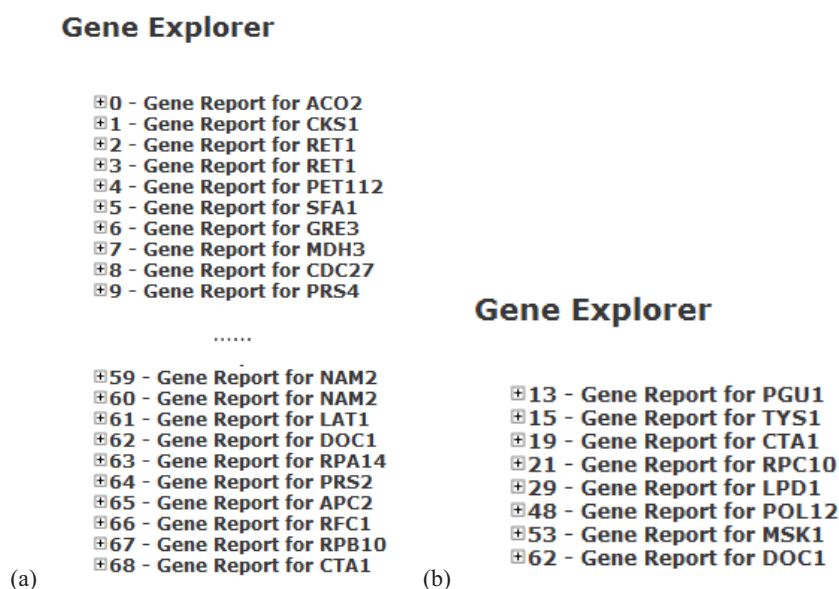 Gene Explorer
0 - Gene Report for ACO2
1 - Gene Report for CKS1
2 - Gene Report for RET1
3 - Gene Report for RET1
4 - Gene Report for PET112
5 - Gene Report for SFA1
6 - Gene Report for GRE3
7 - Gene Report for MDH3
8 - Gene Report for CDC27
9 - Gene Report for PRS4
......
59 - Gene Report for NAM2
60 - Gene Report for NAM2
61 - Gene Report for LAT1
62 - Gene Report for DOC1
63 - Gene Report for RPA14
64 - Gene Report for PRS2
65 - Gene Report for APC2
66 - Gene Report for RFC1
67 - Gene Report for RPB10
68 - Gene Report for CTA1
(a)
Gene Explorer
13 - Gene Report for PGU1
15 - Gene Report for TYS1
19 - Gene Report for CTA1
21 - Gene Report for RPC10
29 - Gene Report for LPD1
48 - Gene Report for POL12
53 - Gene Report for MSK1
62 - Gene Report for DOC1
(b)